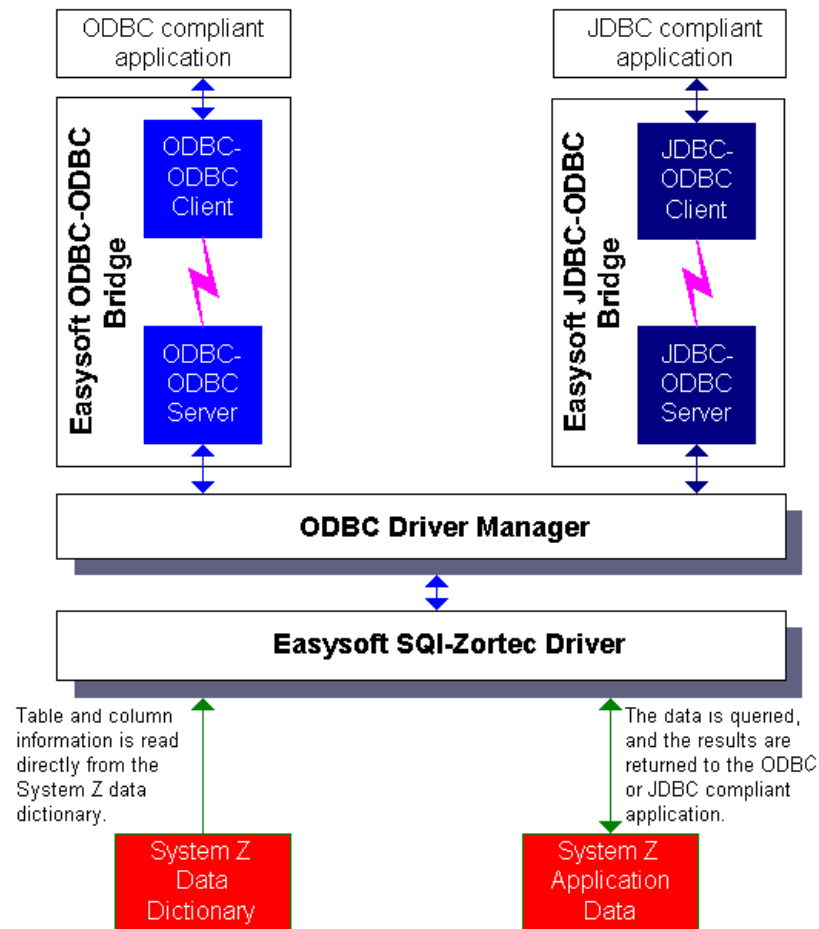 ODBC compliant
application
JDBC compliant
application
Easysoft ODBC-ODBC
Bridge
ODBC-
ODBC
Client
ODBC-
ODBC
Server
Easysoft JDBC-ODBC
Bridge
JDBC-
ODBC
Client
JDBC-
ODBC
Server
ODBC Driver Manager
Easysoft SQI-Zortec Driver
Table and column
information is read
directly from the
System Z data
dictionary.
The data is queried,
and the results are
returned to the ODBC
or JDBC compliant
application.
System Z
Data
Dictionary
System Z
Application
Data